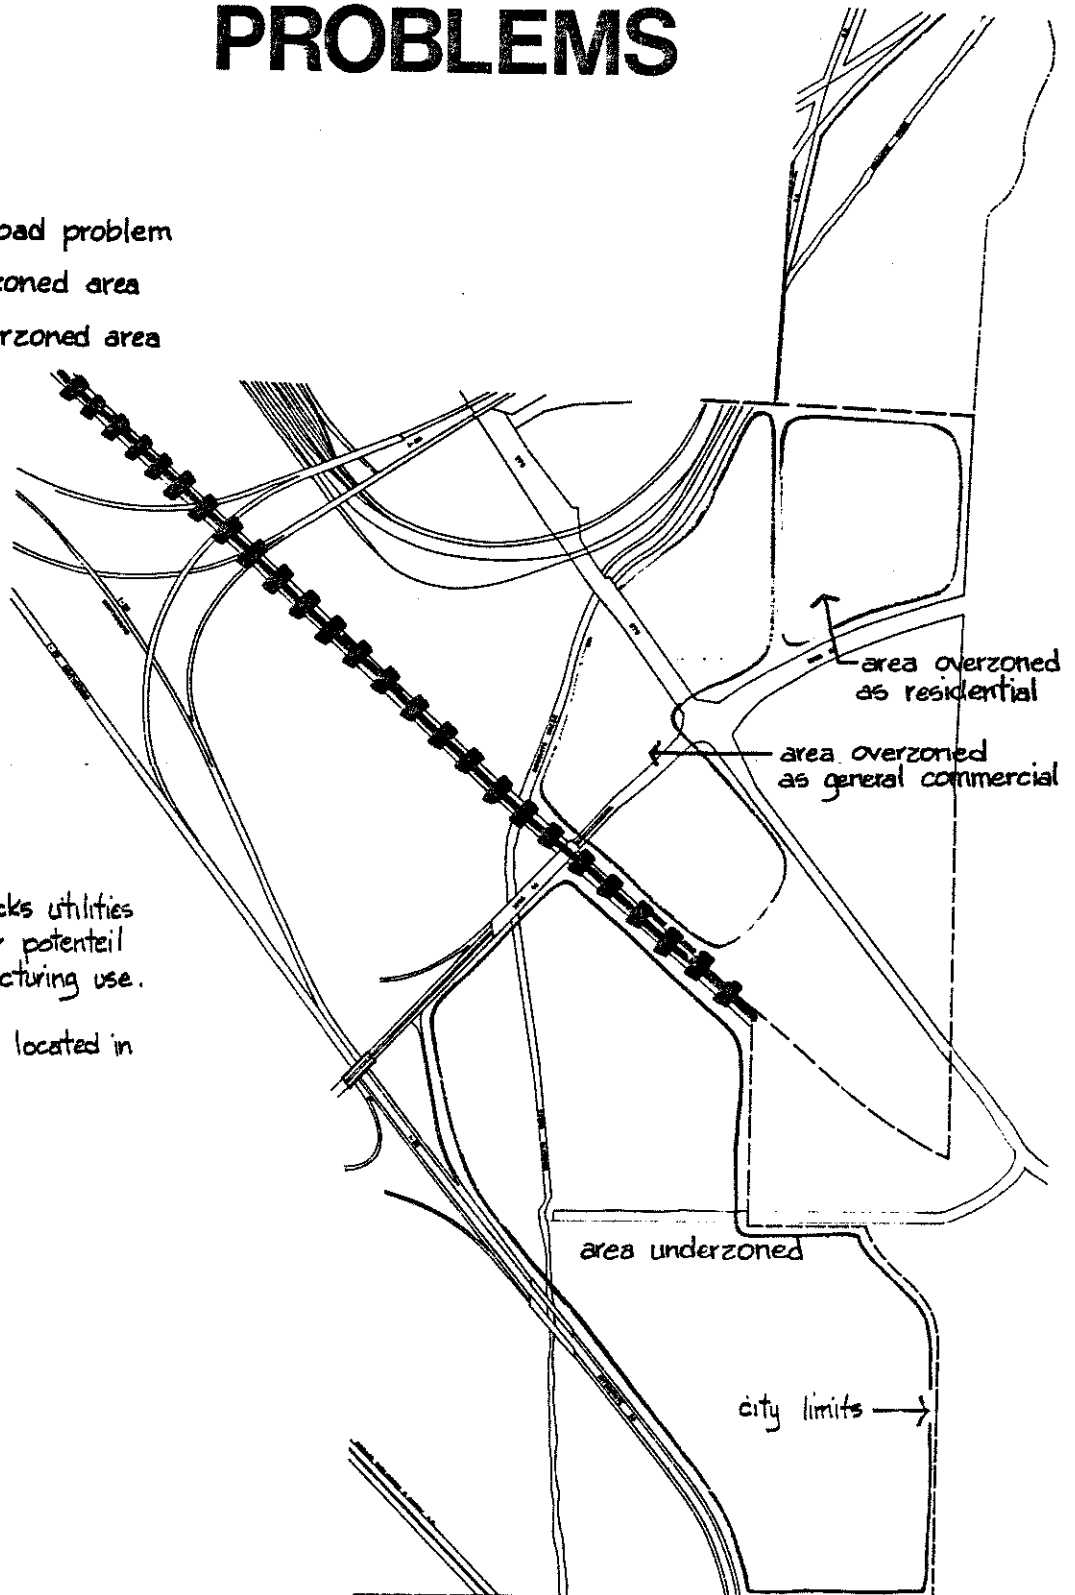 PROBLEMS
oad problem
zoned area
rzoned area
area overzoned
as residential
area overzoned
as general commercial
cks utilities
r potenteil
cturing use.
located in
area underzoned
city limits